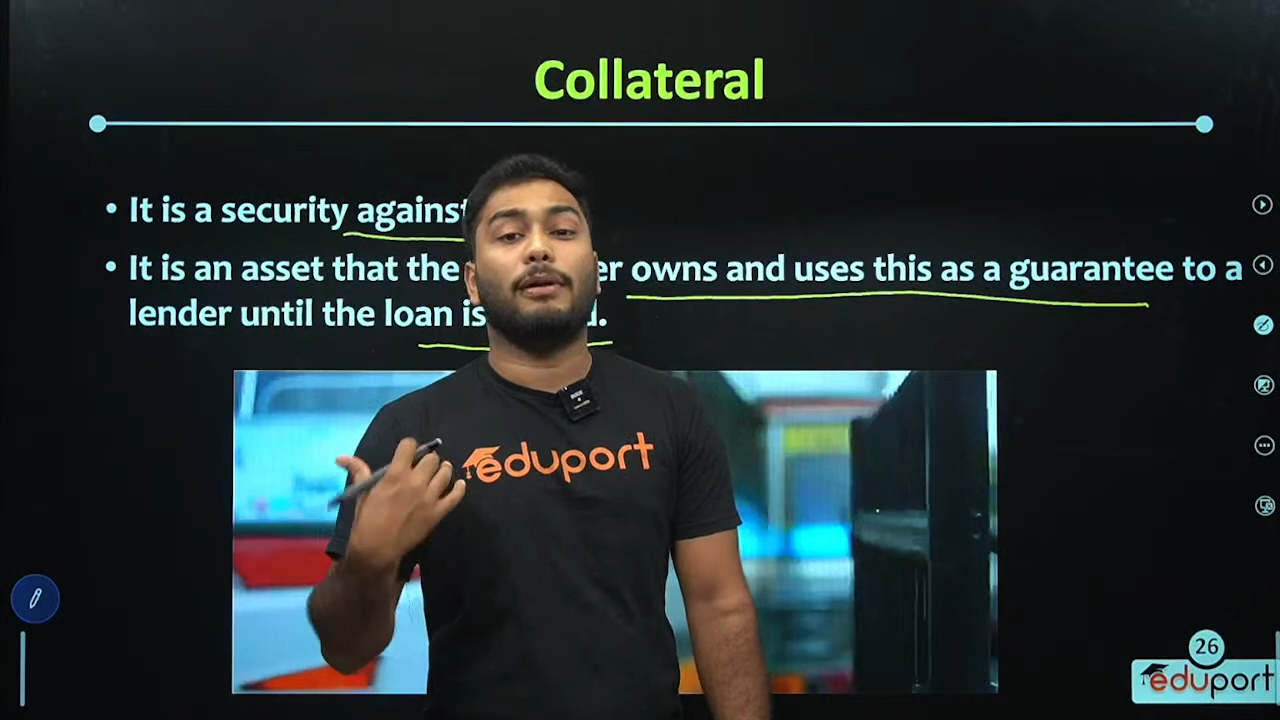 Collateral
• It is a security against
• It is an asset that the er owns and uses this as a guarantee to a
lender until the loan is .
eduport
26
eduport